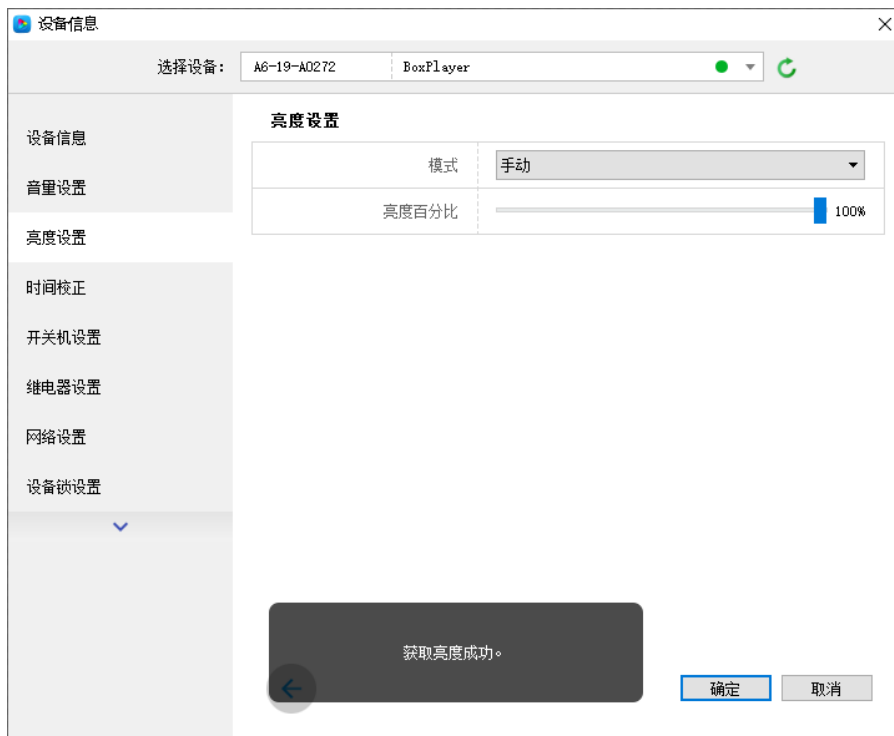 设备信息
选择设备: A6-19-A0272 BoxPlayer
设备信息
音里设置
亮度设置
时间校正
开关机设置
继电器设置
网络设置
设备锁设置
亮度设置
模式 手动
亮度百分比 100%
获取亮度成功。
确定 取消